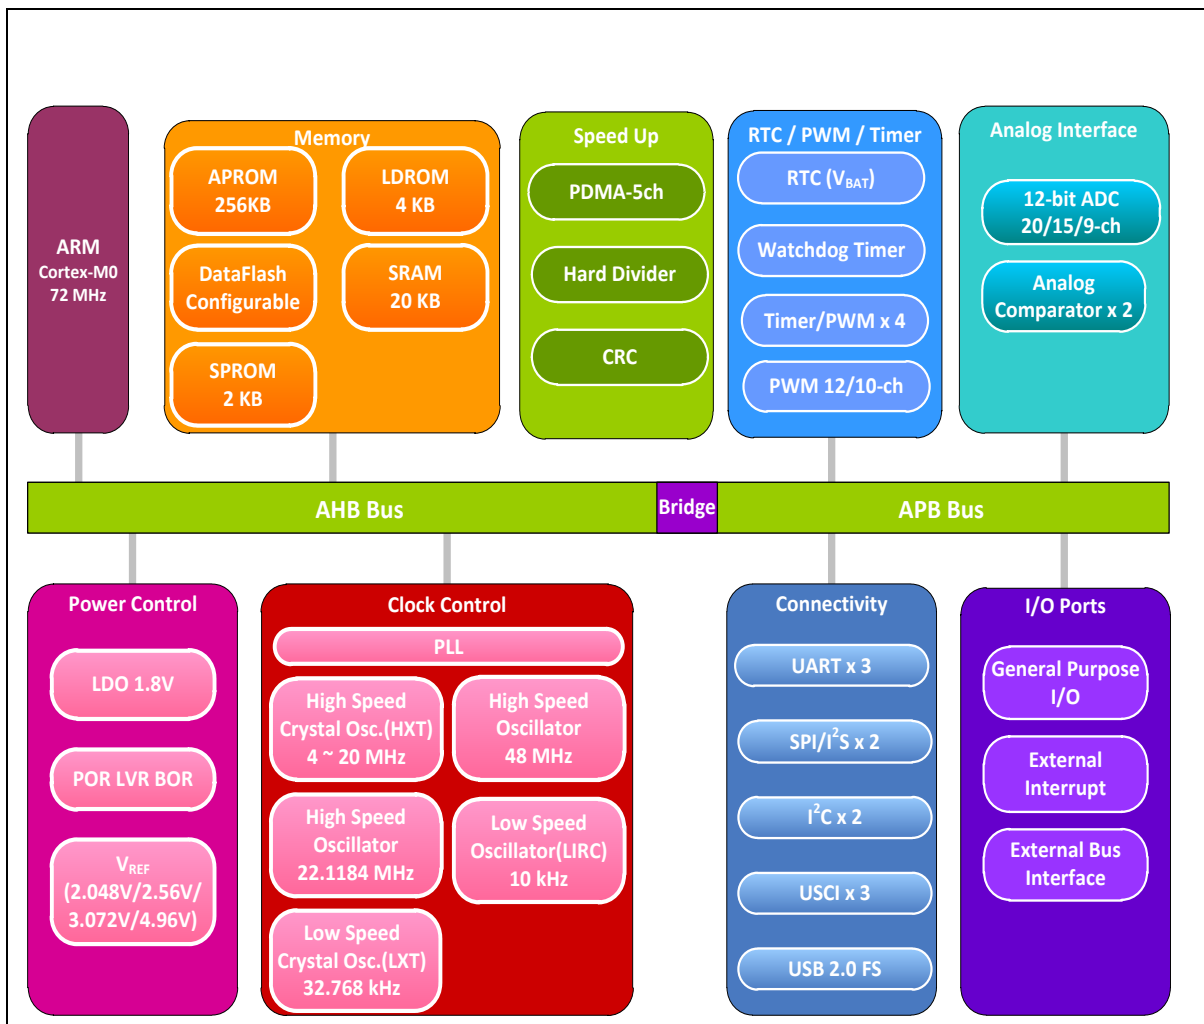 ARM
Cortex-M0
72 MHz
Memory
APROM
256KB
LDROM
4 KB
DataFlash
Configurable
SRAM
20 KB
SPROM
2 KB
Speed Up
PDMA-5ch
Hard Divider
CRC
RTC / PWM / Timer
RTC (VBAT)
Watchdog Timer
Timer/PWM x 4
PWM 12/10-ch
Analog Interface
12-bit ADC
20/15/9-ch
Analog
Comparator x 2
AHB Bus
Bridge
APB Bus
Power Control
LDO 1.8V
POR LVR BOR
VREF
(2.048V/2.56V/
3.072V/4.96V)
Clock Control
PLL
High Speed
Crystal Osc.(HXT)
4 ~ 20 MHz
High Speed
Oscillator
48 MHz
High Speed
Oscillator
22.1184 MHz
Low Speed
Oscillator(LIRC)
10 kHz
Low Speed
Crystal Osc.(LXT)
32.768 kHz
Connectivity
UART x 3
SPI/I²S x 2
I²C x 2
USCI x 3
USB 2.0 FS
I/O Ports
General Purpose
I/O
External
Interrupt
External Bus
Interface